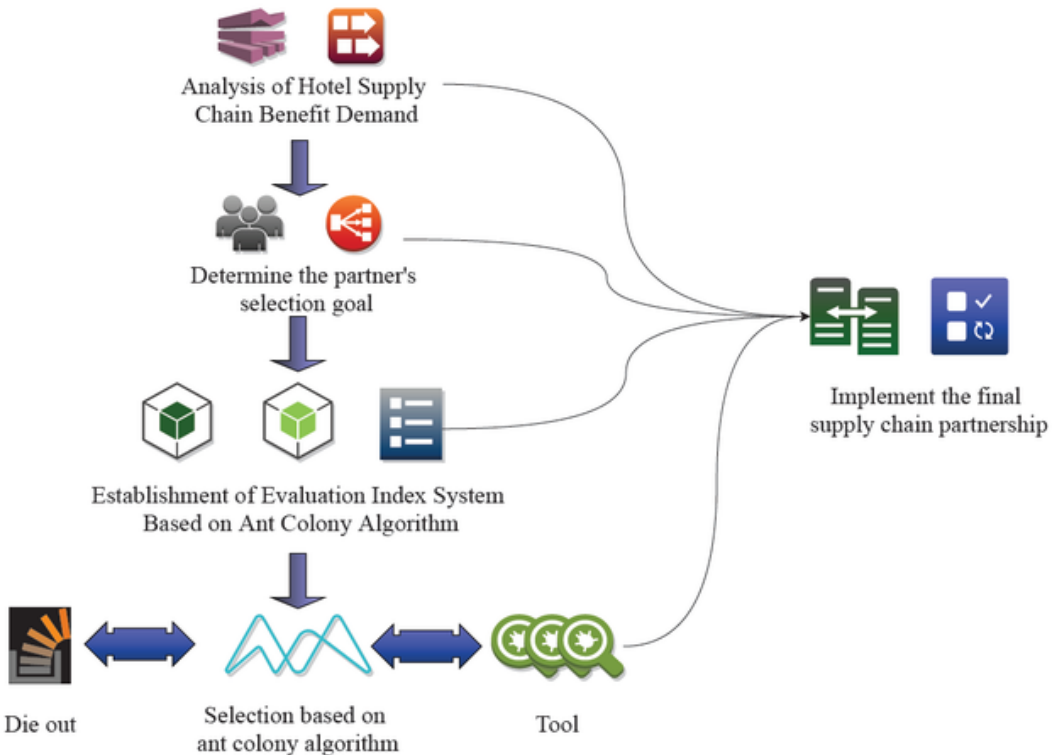 Analysis of Hotel Supply
Chain Benefit Demand
Determine the partner's
selection goal
Implement the final
supply chain partnership
Establishment of Evaluation Index System
Based on Ant Colony Algorithm
Die out
Selection based on
ant colony algorithm
Tool